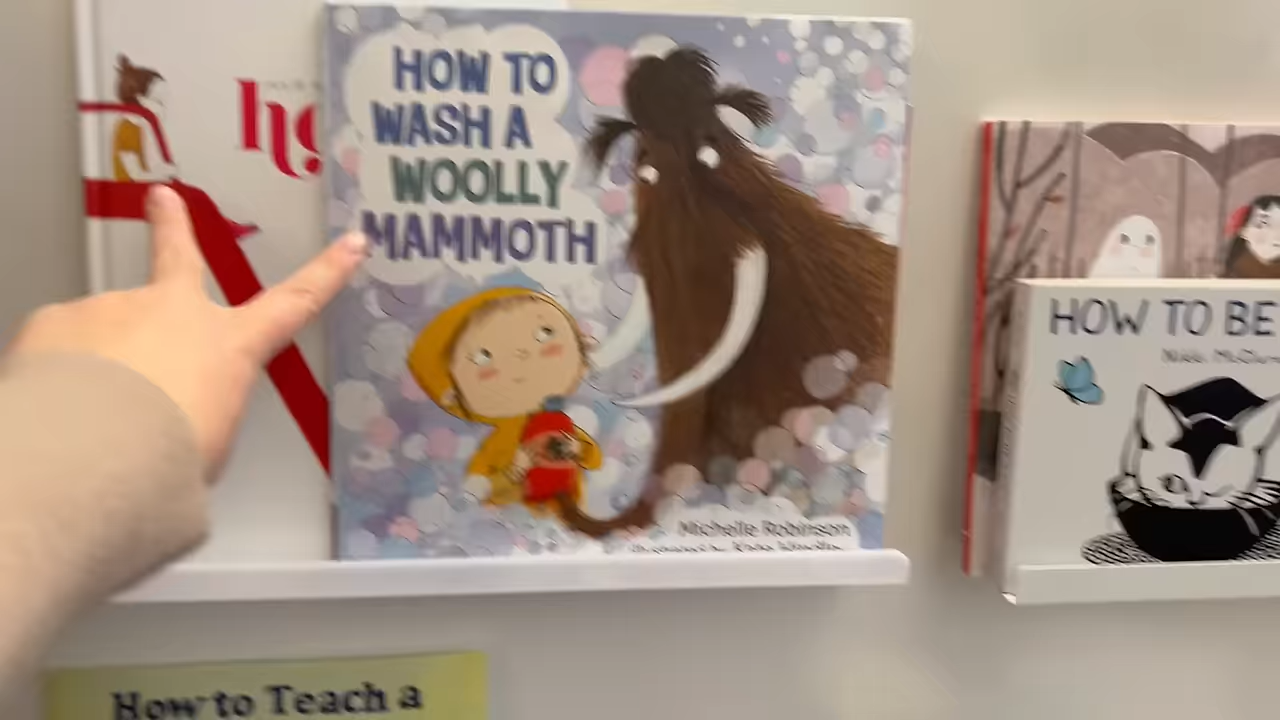 HOW TO
WASH A
WOOLLY
MAMMOTH
Michelle Robinson
HOW TO BE
How to Teach a